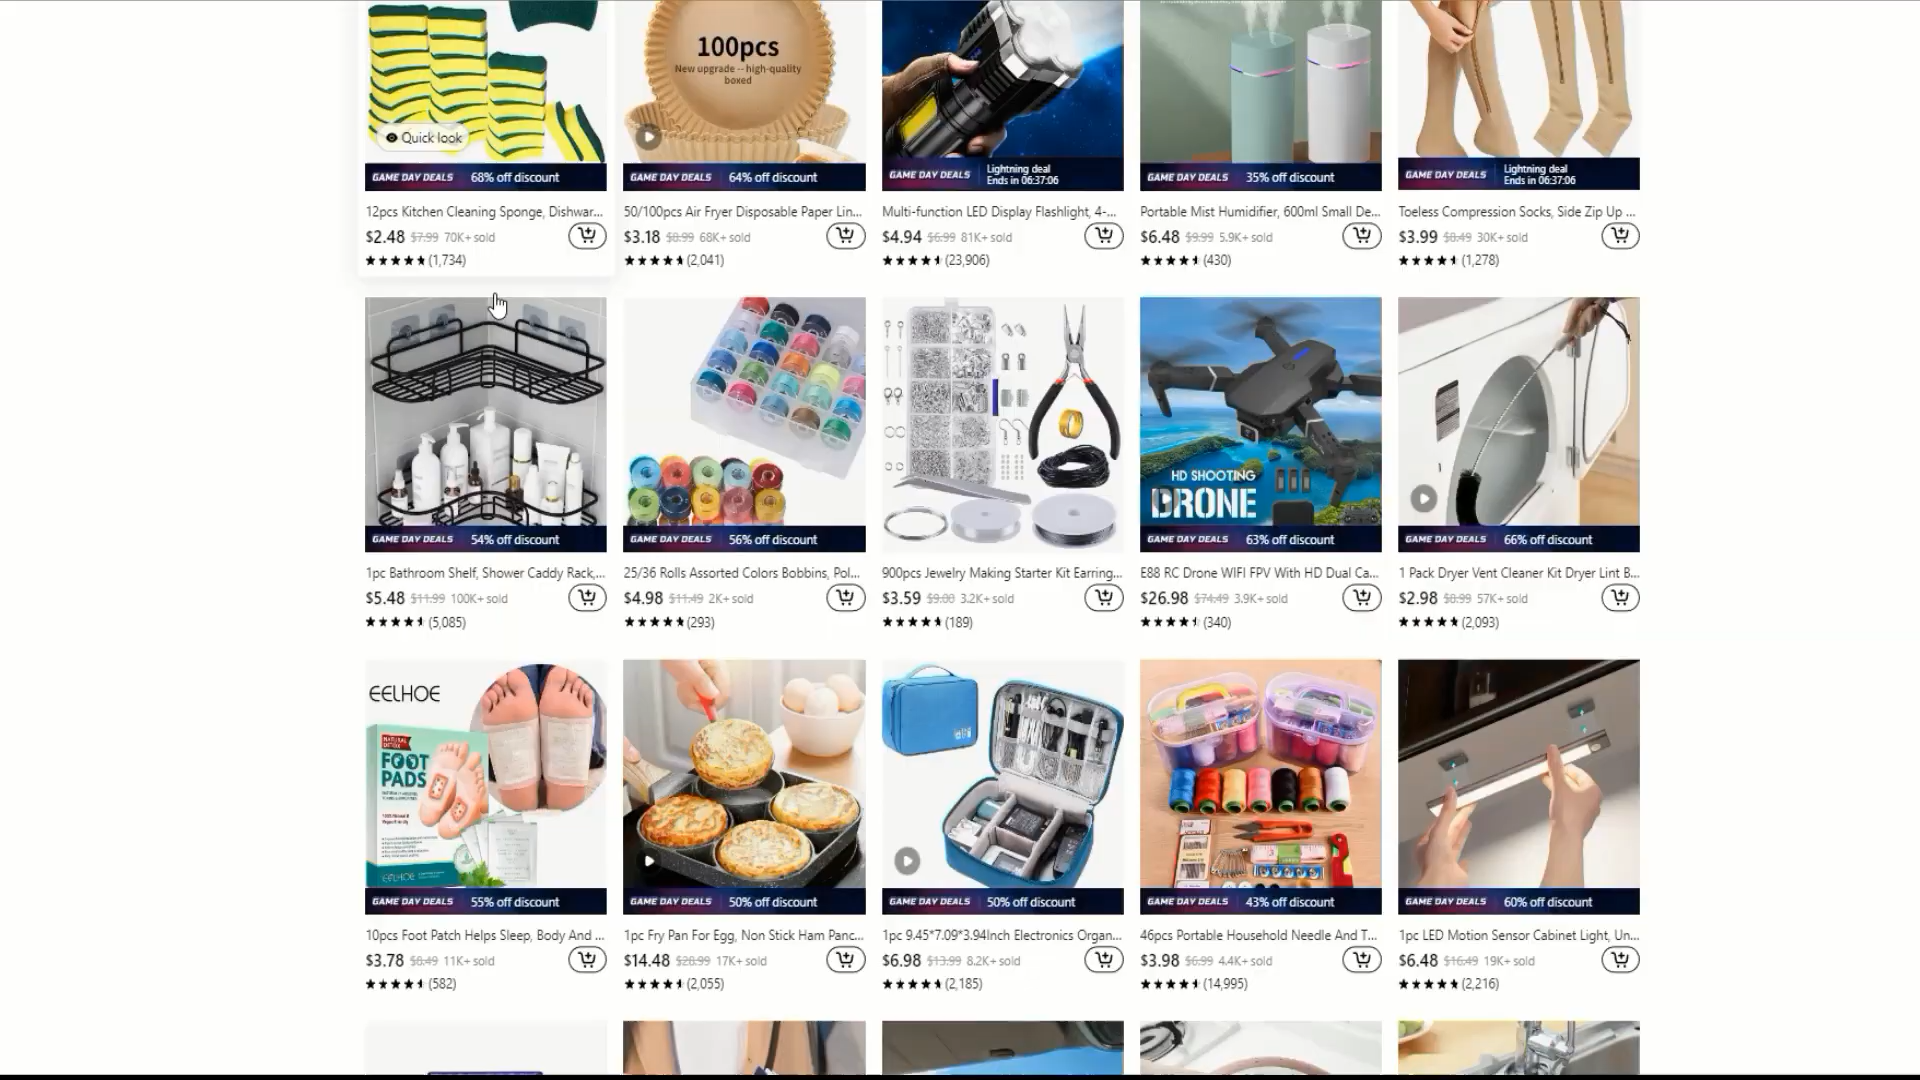 100pcs
New upgrade -- high-quality
boxed
Quick look
GAME DAY DEALS 68% off discount
GAME DAY DEALS 64% off discount
GAME DAY DEALS Lightning deal
Ends in 06:37:06
GAME DAY DEALS 35% off discount
GAME DAY DEALS Lightning deal
Ends in 06:37:06
12pcs Kitchen Cleaning Sponge, Dishwar...
$2.48 $7.99 70K+ sold
(1,734)
50/100pcs Air Fryer Disposable Paper Lin...
$3.18 $8.99 68K+ sold
(2,041)
Multi-function LED Display Flashlight, 4-...
$4.94 $6.99 81K+ sold
(23,906)
Portable Mist Humidifier, 600ml Small De...
$6.48 $9.99 5.9K+ sold
(430)
Toeless Compression Socks, Side Zip Up ...
$3.99 $8.49 30K+ sold
(1,278)
HD SHOOTING
DRONE
GAME DAY DEALS 54% off discount
GAME DAY DEALS 56% off discount
GAME DAY DEALS 63% off discount
GAME DAY DEALS 66% off discount
1pc Bathroom Shelf, Shower Caddy Rack,...
$5.48 $11.99 100K+ sold
(5,085)
25/36 Rolls Assorted Colors Bobbins, Pol...
$4.98 $11.49 2K+ sold
(293)
900pcs Jewelry Making Starter Kit Earring...
$3.59 $9.08 3.2K+ sold
(189)
E88 RC Drone WIFI FPV With HD Dual Ca...
$26.98 $74.49 3.9K+ sold
(340)
1 Pack Dryer Vent Cleaner Kit Dryer Lint B...
$2.98 $8.99 57K+ sold
(2,093)
EELHOE
NATURAL
DETOX
FOOT
PADS
EELHOE
GAME DAY DEALS 55% off discount
GAME DAY DEALS 50% off discount
GAME DAY DEALS 50% off discount
GAME DAY DEALS 43% off discount
GAME DAY DEALS 60% off discount
10pcs Foot Patch Helps Sleep, Body And ...
$3.78 $8.49 11K+ sold
(582)
1pc Fry Pan For Egg, Non Stick Ham Panc...
$14.48 $28.99 17K+ sold
(2,055)
1pc 9.45*7.09*3.94Inch Electronics Organ...
$6.98 $13.99 8.2K+ sold
(2,185)
46pcs Portable Household Needle And T...
$3.98 $6.99 4.4K+ sold
(14,995)
1pc LED Motion Sensor Cabinet Light, Un...
$6.48 $16.49 19K+ sold
(2,216)